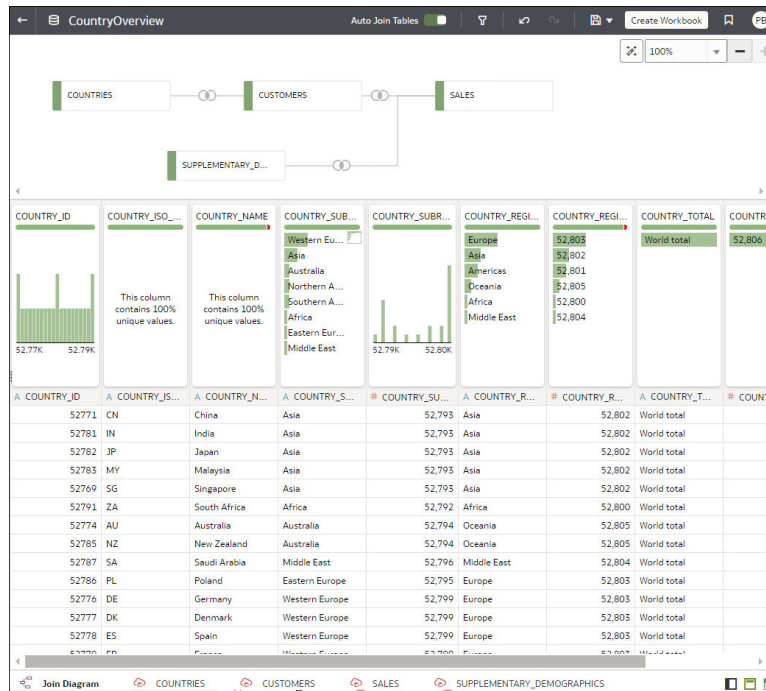 CountryOverview Auto Join Tables Create Workbook PB
100%
COUNTRIES CUSTOMERS SALES
SUPPLEMENTARY_D...
COUNTRY_ID COUNTRY_ISO_... COUNTRY_NAME COUNTRY_SUB... COUNTRY_SUBR... COUNTRY_REGI... COUNTRY_REGI... COUNTRY_TOTAL COUNTR
Western Eu... Europe 52,803 World total 52,806
Asia Asia 52,802
Australia Americas 52,801
Northern A... Oceania 52,805
This column This column Southern A... Africa 52,800
contains 100% contains 100% Africa Middle East 52,804
unique values. unique values. Eastern Eur...
52.77K 52.79K Middle East 52.79K 52.80K
A COUNTRY_ID A COUNTRY_IS... A COUNTRY_N... A COUNTRY_S... # COUNTRY_SU... A COUNTRY_R... # COUNTRY_R... A COUNTRY_T... # COUNT
52771 CN China Asia 52,793 Asia 52,802 World total
52781 IN India Asia 52,793 Asia 52,802 World total
52782 JP Japan Asia 52,793 Asia 52,802 World total
52783 MY Malaysia Asia 52,793 Asia 52,802 World total
52769 SG Singapore Asia 52,793 Asia 52,802 World total
52791 ZA South Africa Africa 52,792 Africa 52,800 World total
52774 AU Australia Australia 52,794 Oceania 52,805 World total
52785 NZ New Zealand Australia 52,794 Oceania 52,805 World total
52787 SA Saudi Arabia Middle East 52,796 Middle East 52,804 World total
52786 PL Poland Eastern Europe 52,795 Europe 52,803 World total
52776 DE Germany Western Europe 52,799 Europe 52,803 World total
52777 DK Denmark Western Europe 52,799 Europe 52,803 World total
52778 ES Spain Western Europe 52,799 Europe 52,803 World total
Join Diagram COUNTRIES CUSTOMERS SALES SUPPLEMENTARY_DEMOGRAPHICS